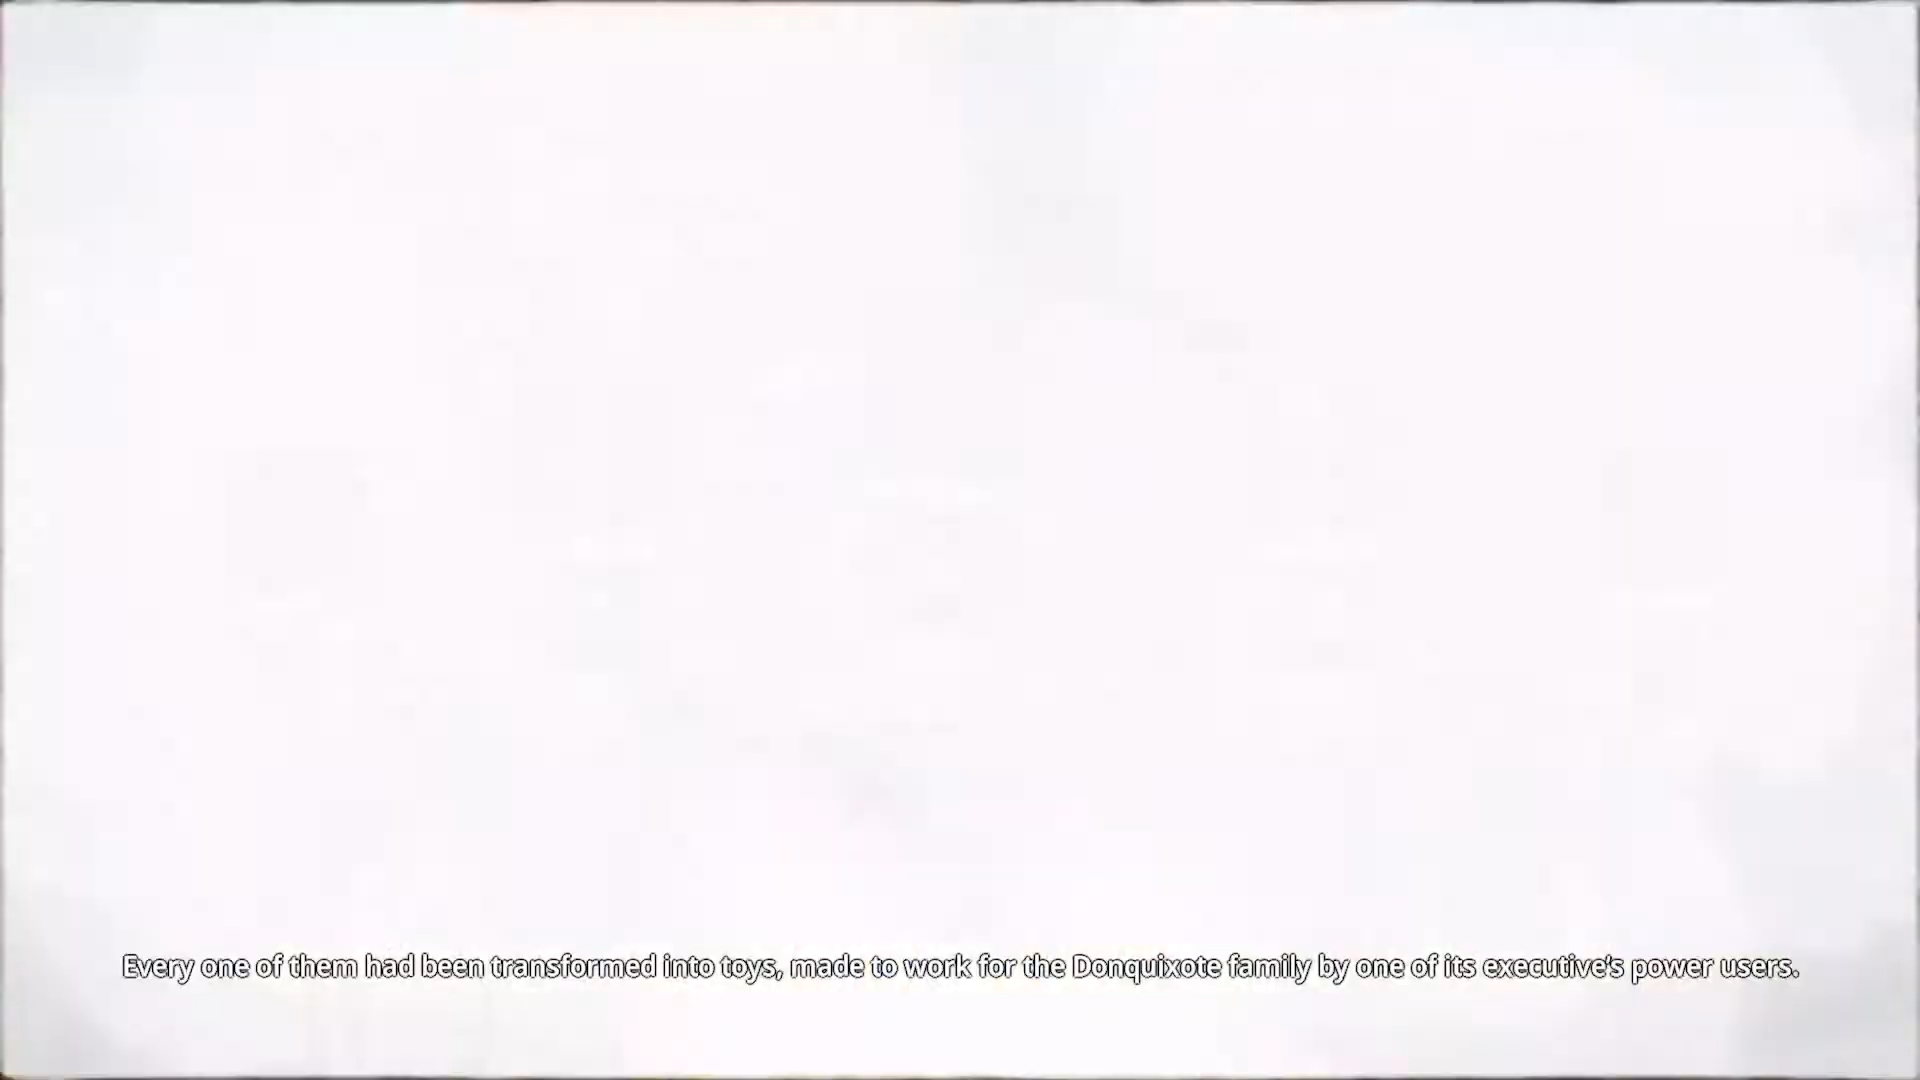 Every one of them had been transformed into toys, made to work for the Donquixote family by one of its executive's power users.